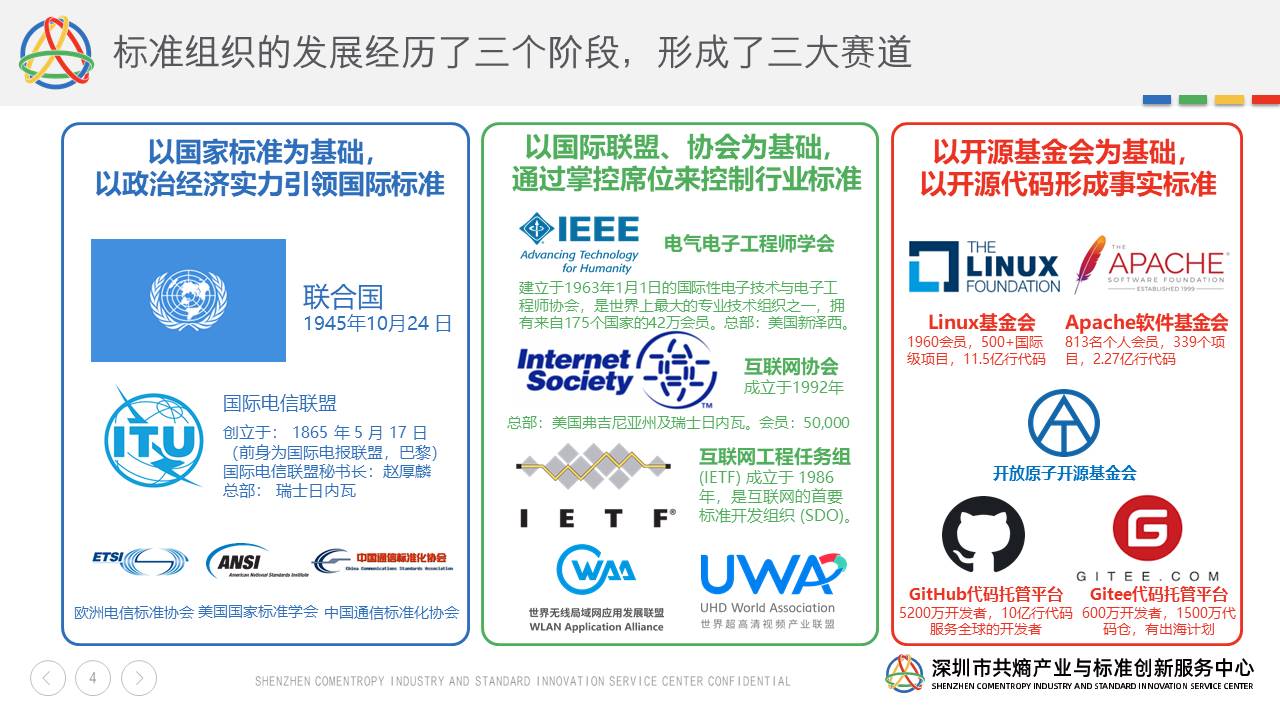 标准组织的发展经历了三个阶段，形成了三大赛道
以国家标准为基础，
以政治经济实力引领国际标准
联合国
1945年10月24 日
ITU
国际电信联盟
创立于： 1865 年 5 月 17 日
（前身为国际电报联盟，巴黎）
国际电信联盟秘书长：赵厚麟
总部： 瑞士日内瓦
ETSI
ANSI
American National Standards Institute
中国通信标准化协会
China Communications Standards Association
欧洲电信标准协会 美国国家标准学会 中国通信标准化协会
以国际联盟、协会为基础，
通过掌控席位来控制行业标准
IEEE
Advancing Technology
for Humanity
电气电子工程师学会
建立于1963年1月1日的国际性电子技术与电子工
程师协会，是世界上最大的专业技术组织之一，拥
有来自175个国家的42万会员。总部：美国新泽西。
Internet
Society
TM
互联网协会
成立于1992年
总部：美国弗吉尼亚州及瑞士日内瓦。会员：50,000
IETF®
互联网工程任务组
(IETF) 成立于 1986
年，是互联网的首要
标准开发组织 (SDO)。
WAA
世界无线局域网应用发展联盟
WLAN Application Alliance
UWA
UHD World Association
世界超高清视频产业联盟
以开源基金会为基础，
以开源代码形成事实标准
THE
LINUX
FOUNDATION
THE
APACHE®
SOFTWARE FOUNDATION
ESTABLISHED 1999
Linux基金会
1960会员，500+国际
级项目，11.5亿行代码
Apache软件基金会
813名个人会员，339个项
目，2.27亿行代码
开放原子开源基金会
GitHub代码托管平台
5200万开发者，10亿行代码
服务全球的开发者
G
GITEE.COM
Gitee代码托管平台
600万开发者，1500万代
码仓，有出海计划
4
SHENZHEN COMENTROPY INDUSTRY AND STANDARD INNOVATION SERVICE CENTER CONFIDENTIAL
深圳市共熵产业与标准创新服务中心
SHENZHEN COMENTROPY INDUSTRY AND STANDARD INNOVATION SERVICE CENTER